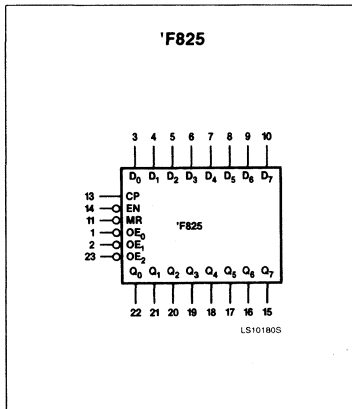 'F825
3 4 5 6 7 8 9 10
D0 D1 D2 D3 D4 D5 D6 D7
13 CP
14 EN
11 MR
1 OE0
'F825
2 OE1
23 OE2
Q0 Q1 Q2 Q3 Q4 Q5 Q6 Q7
22 21 20 19 18 17 16 15
LS10180S